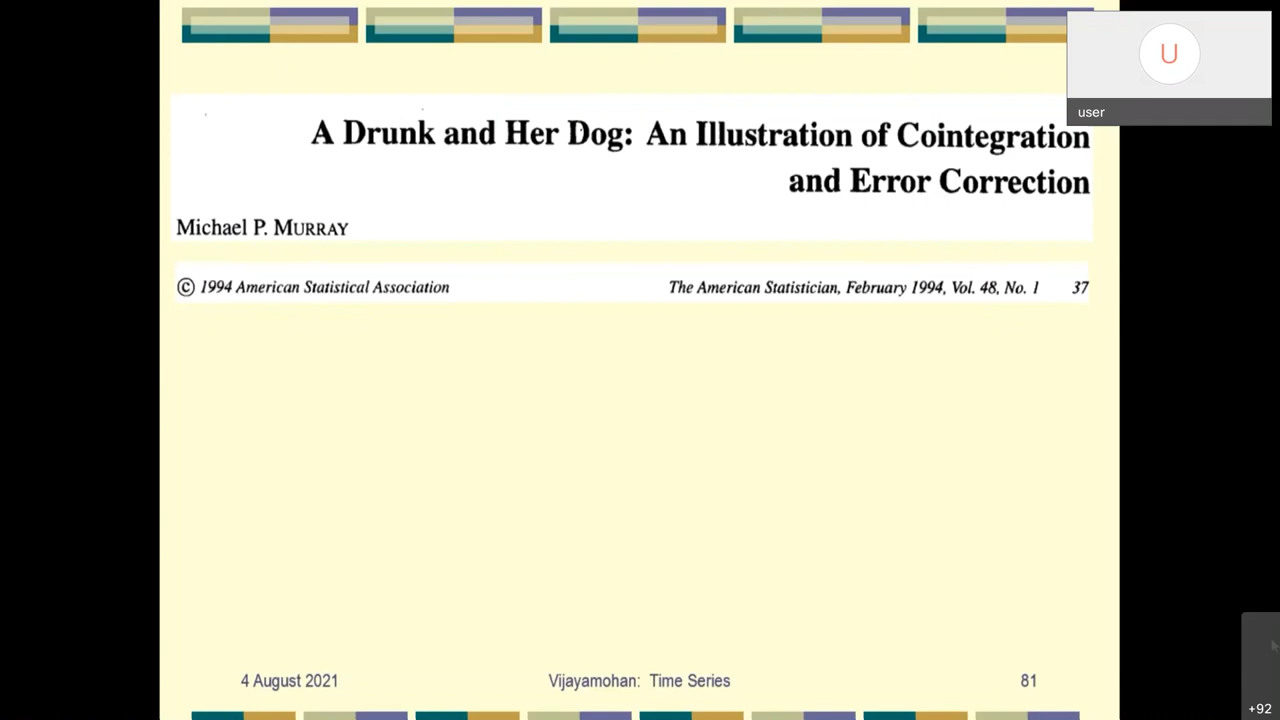 A Drunk and Her Dog: An Illustration of Cointegration
and Error Correction
Michael P. MURRAY
© 1994 American Statistical Association The American Statistician, February 1994, Vol. 48, No. 1 37
U
user
4 August 2021 Vijayamohan: Time Series 81
+92